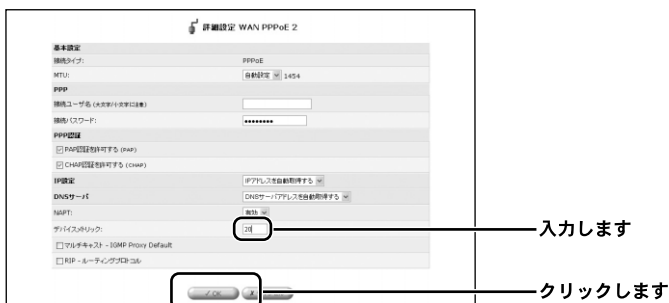 詳細設定 WAN PPPoE 2
基本設定
接続タイプ: PPPoE
MTU: 自動設定 1454
PPP
接続ユーザ名 (大文字/小文字に注意)
接続パスワード: ••••••••
PPP認証
PAP認証を許可する (PAP)
CHAP認証を許可する (CHAP)
IP設定 IPアドレスを自動取得する
DNSサーバ DNSサーバアドレスを自動取得する
NAPT:
デバイスメトリック: 20
入力します
マルチキャスト - IGMP Proxy Default
RIP - ルーティングプロトコル
OK
クリックします